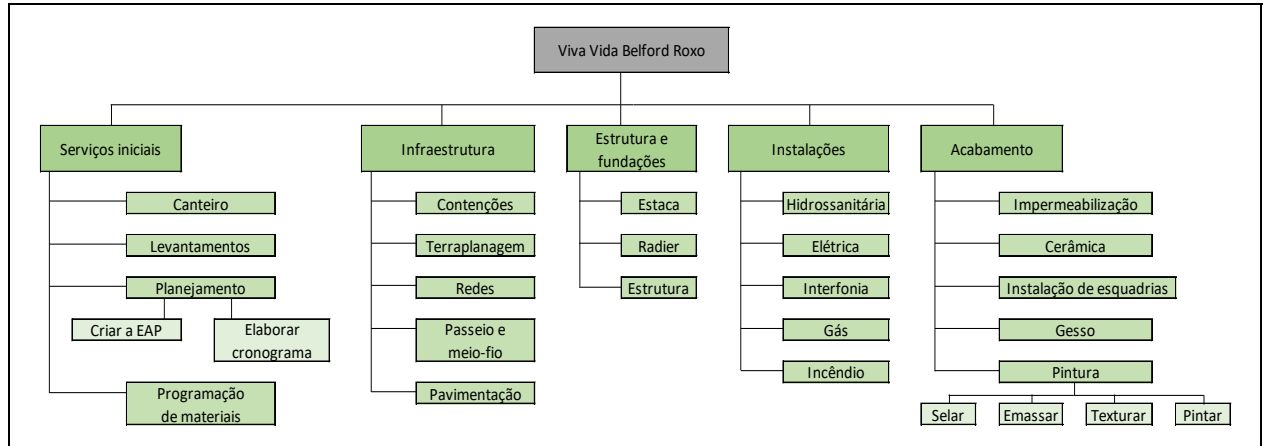 Viva Vida Belford Roxo
Serviços iniciais
Canteiro
Levantamentos
Planejamento
Criar a EAP
Elaborar
cronograma
Programação
de materiais
Infraestrutura
Contenções
Terraplanagem
Redes
Passeio e
meio-fio
Pavimentação
Estrutura e
fundações
Estaca
Radier
Estrutura
Instalações
Hidrossanitária
Elétrica
Interfonia
Gás
Incêndio
Acabamento
Impermeabilização
Cerâmica
Instalação de esquadrias
Gesso
Pintura
Selar
Emassar
Texturar
Pintar